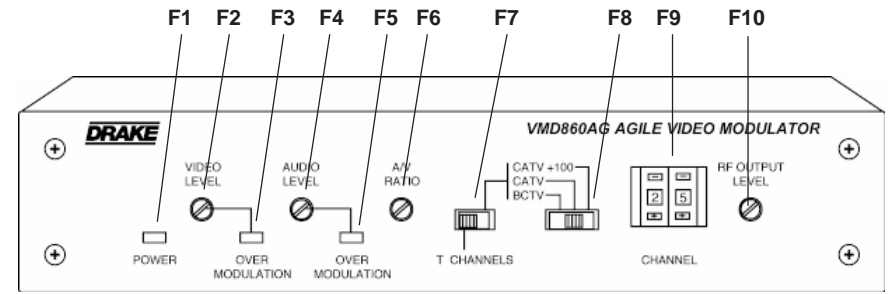 F1 F2 F3 F4 F5 F6 F7 F8 F9 F10
DRAKE
VMD860AG AGILE VIDEO MODULATOR
VIDEO
LEVEL
AUDIO
LEVEL
A/V
RATIO
CATV +100
CATV
BCTV
- -
2 5
+ +
RF OUTPUT
LEVEL
POWER
OVER
MODULATION
OVER
MODULATION
T CHANNELS
CHANNEL